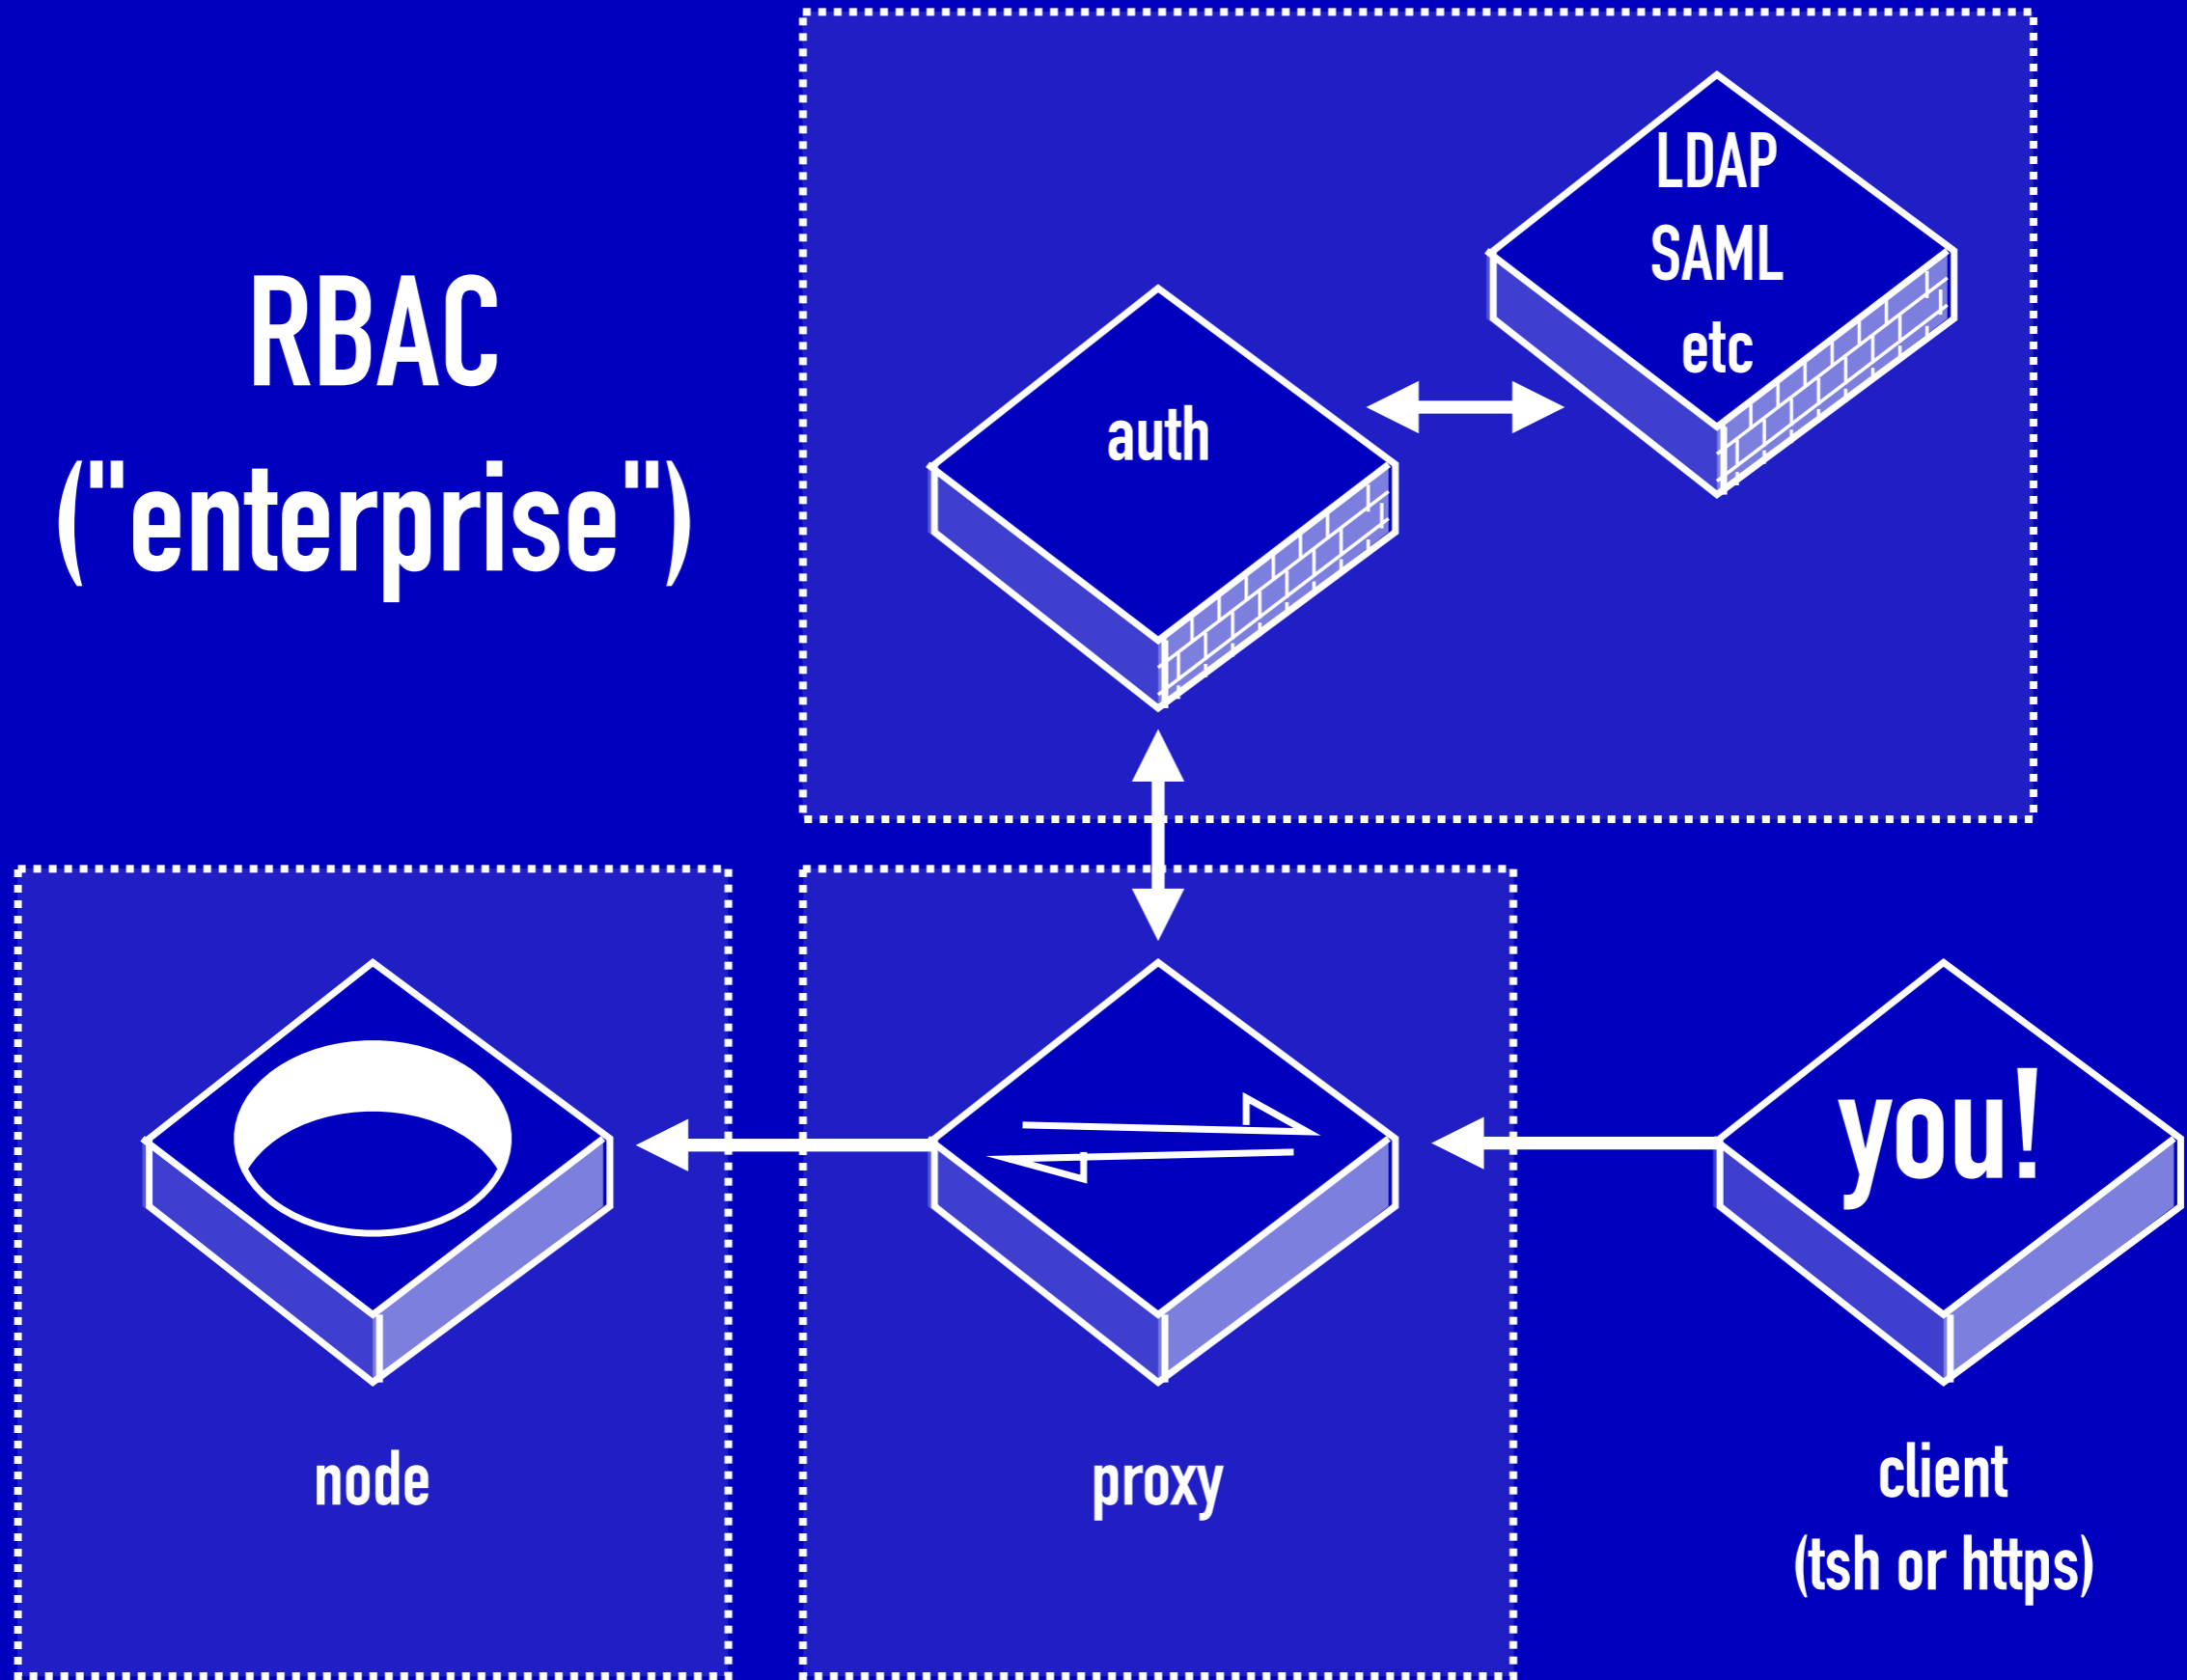 RBAC
("enterprise")
LDAP
SAML
etc
auth
you!
node
proxy
client
(tsh or https)